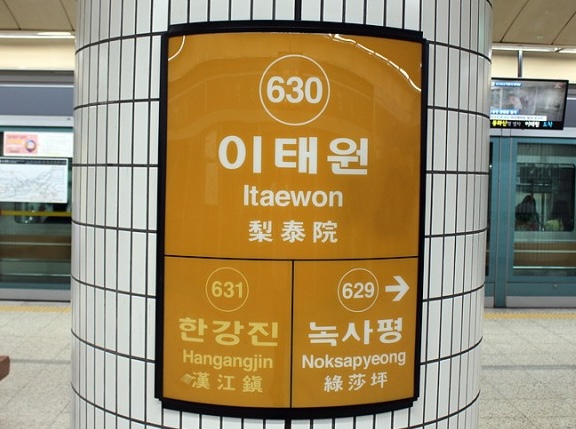 630
이태원
Itaewon
梨泰院
631
한강진
Hangangjin
漢江鎭
629 →
녹사평
Noksapyeong
綠莎坪